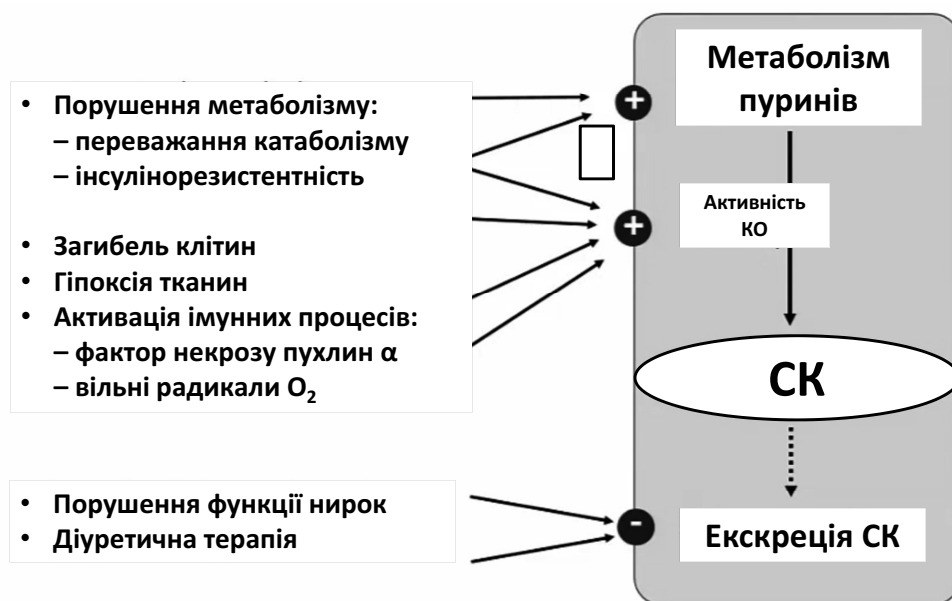 • Порушення метаболізму:
– переважання катаболізму
– інсулінорезистентність
• Загибель клітин
• Гіпоксія тканин
• Активація імунних процесів:
– фактор некрозу пухлин α
– вільні радикали O₂
• Порушення функції нирок
• Діуретична терапія
+
+
-
Метаболізм
пуринів
Активність
КО
СК
Екскреція СК